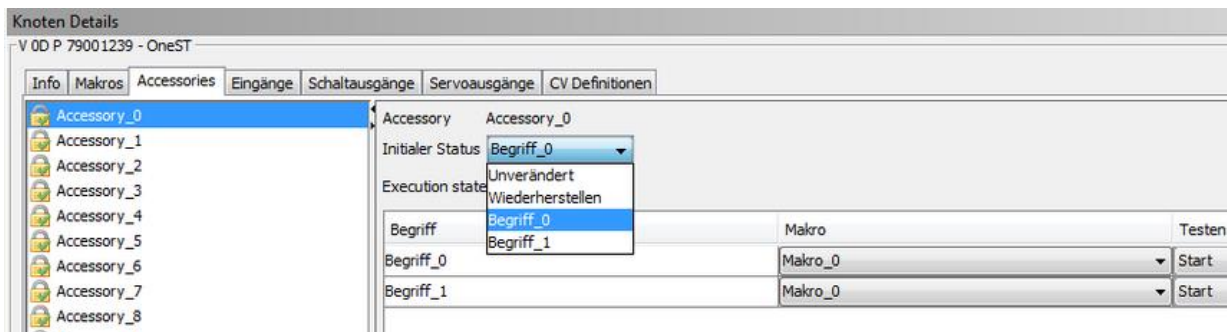 Knoten Details
V 0D P 79001239 - OneST
Info Makros Accessories Eingänge Schaltausgänge Servoausgänge CV Definitionen
Accessory_0
Accessory_1
Accessory_2
Accessory_3
Accessory_4
Accessory_5
Accessory_6
Accessory_7
Accessory_8
Accessory Accessory_0
Initialer Status Begriff_0
Unverändert
Wiederherstellen
Begriff_0
Begriff_1
Execution state
Begriff Makro Testen
Begriff_0 Makro_0 Start
Begriff_1 Makro_0 Start